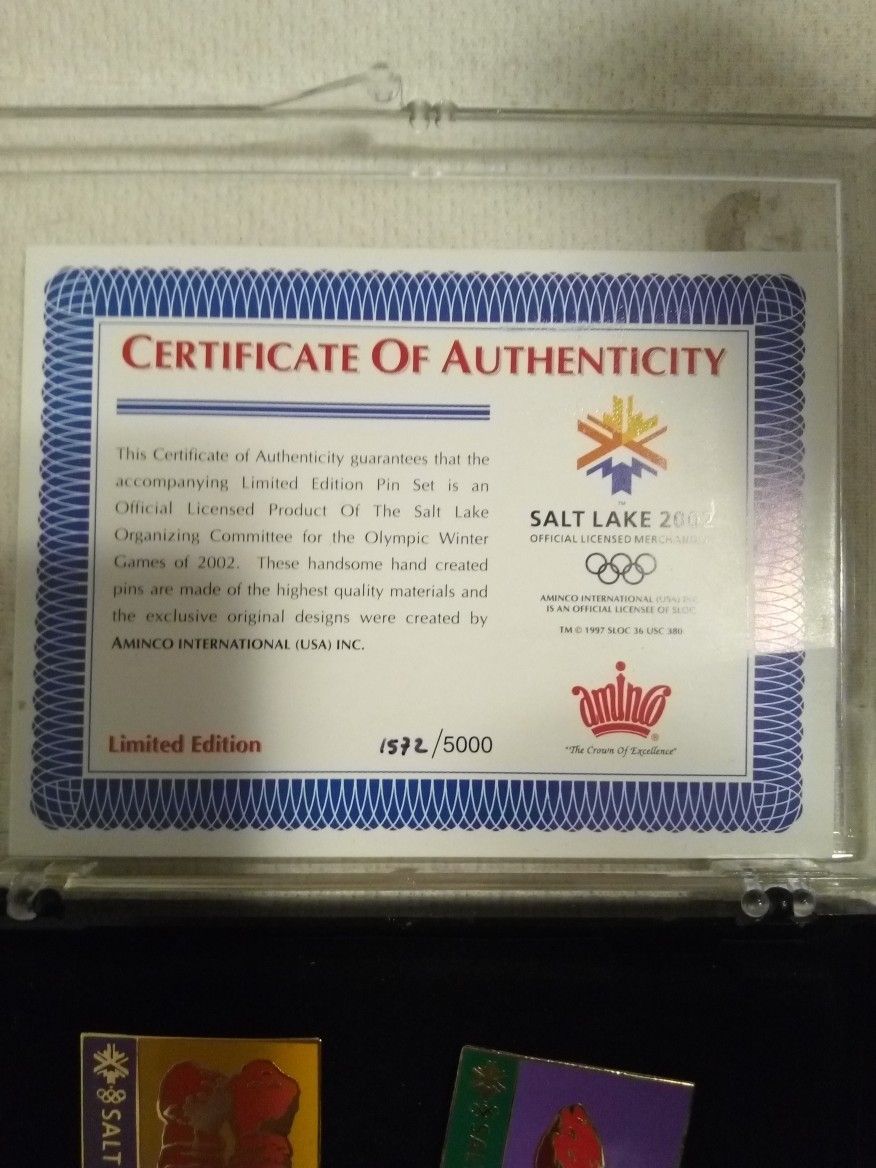 CERTIFICATE OF AUTHENTICITY
This Certificate of Authenticity guarantees that the
accompanying Limited Edition Pin Set is an
Official Licensed Product Of The Salt Lake
Organizing Committee for the Olympic Winter
Games of 2002. These handsome hand created
pins are made of the highest quality materials and
the exclusive original designs were created by
AMINCO INTERNATIONAL (USA) INC.
Limited Edition
1572/5000
TM
SALT LAKE 2002
OFFICIAL LICENSED MERCHANDISE
AMINCO INTERNATIONAL (USA) INC.
IS AN OFFICIAL LICENSEE OF SLOC
TM © 1997 SLOC 36 USC 380
aminco®
"The Crown Of Excellence"
SALT
SAL